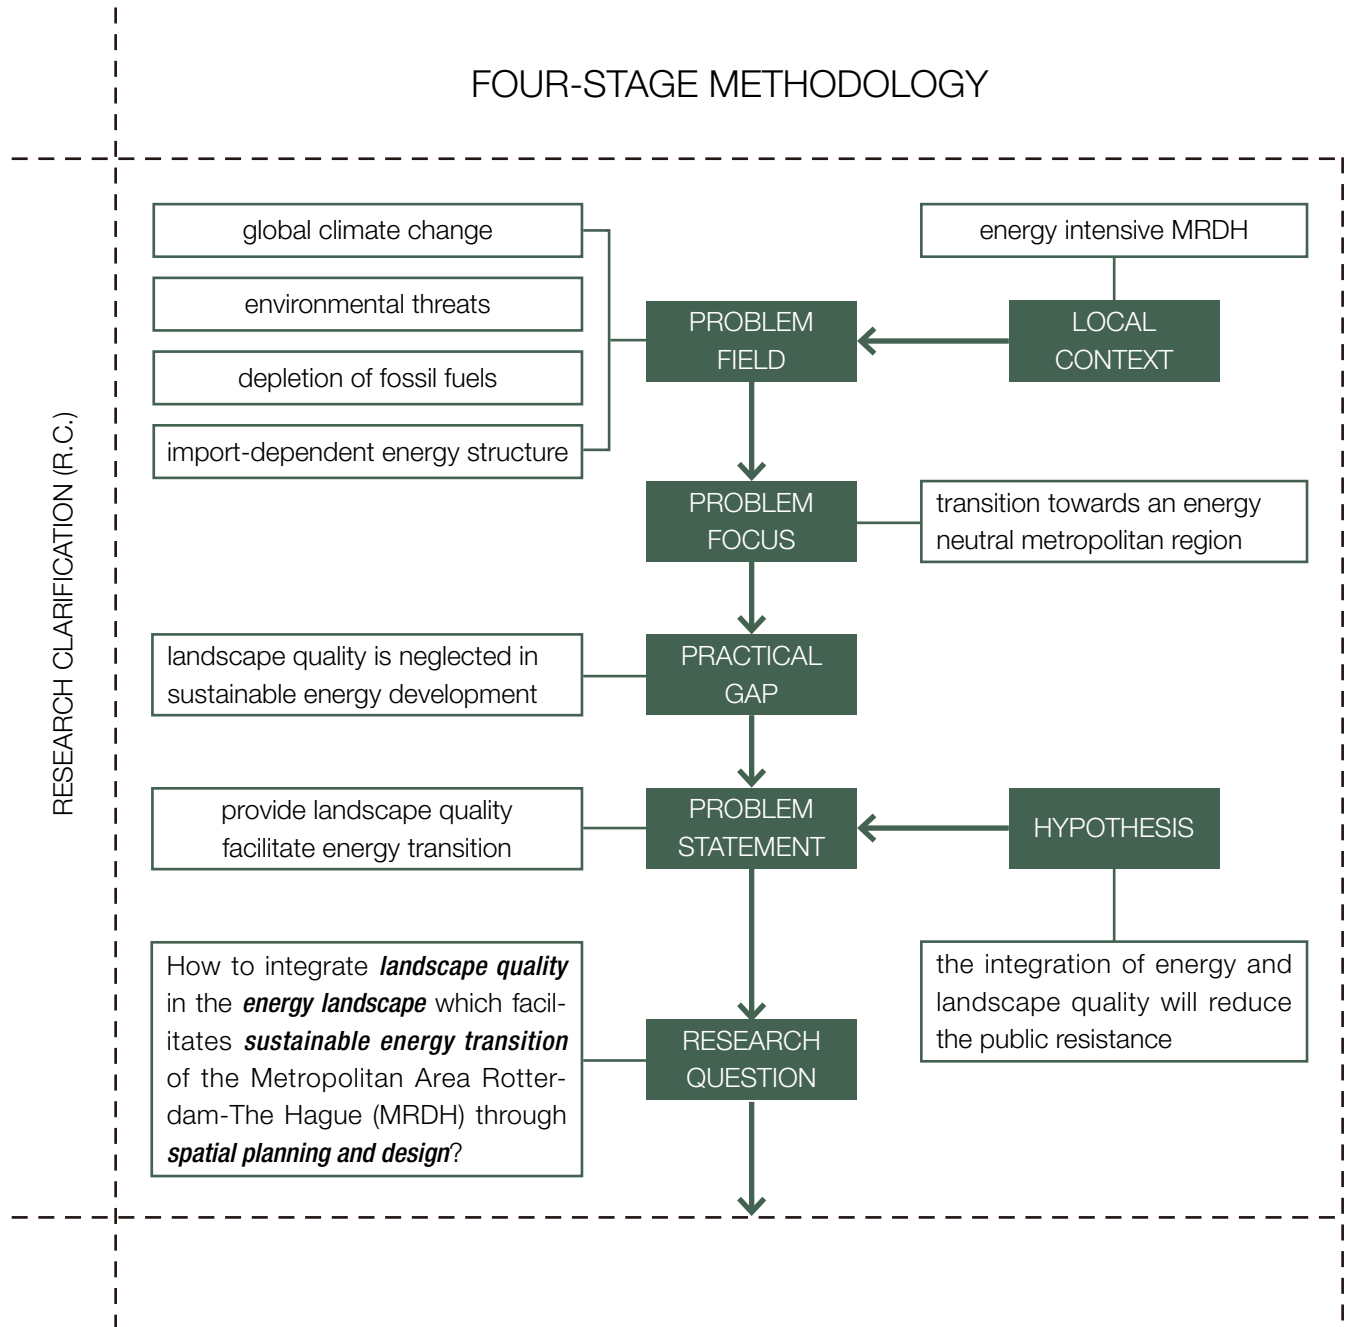 FOUR-STAGE METHODOLOGY
RESEARCH CLARIFICATION (R.C.)
global climate change
environmental threats
depletion of fossil fuels
import-dependent energy structure
PROBLEM
FIELD
energy intensive MRDH
LOCAL
CONTEXT
PROBLEM
FOCUS
transition towards an energy
neutral metropolitan region
landscape quality is neglected in
sustainable energy development
PRACTICAL
GAP
provide landscape quality
facilitate energy transition
PROBLEM
STATEMENT
HYPOTHESIS
the integration of energy and
landscape quality will reduce
the public resistance
How to integrate landscape quality
in the energy landscape which facil-
itates sustainable energy transition
of the Metropolitan Area Rotter-
dam-The Hague (MRDH) through
spatial planning and design?
RESEARCH
QUESTION